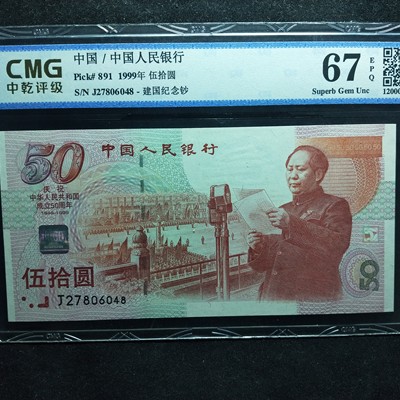 CMG
中乾评级
中国 / 中国人民银行
Pick# 891 1999年 伍拾圆
S/N J27806048 - 建国纪念钞
67
EPQ
Superb Gem Unc
12000
50
中国人民银行
庆祝
中华人民共和国
成立50周年
1949-1999
伍拾圆
J27806048
50